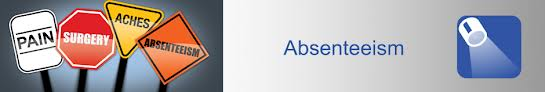 PAIN
SURGERY
ACHES
ABSENTEEISM
Absenteeism